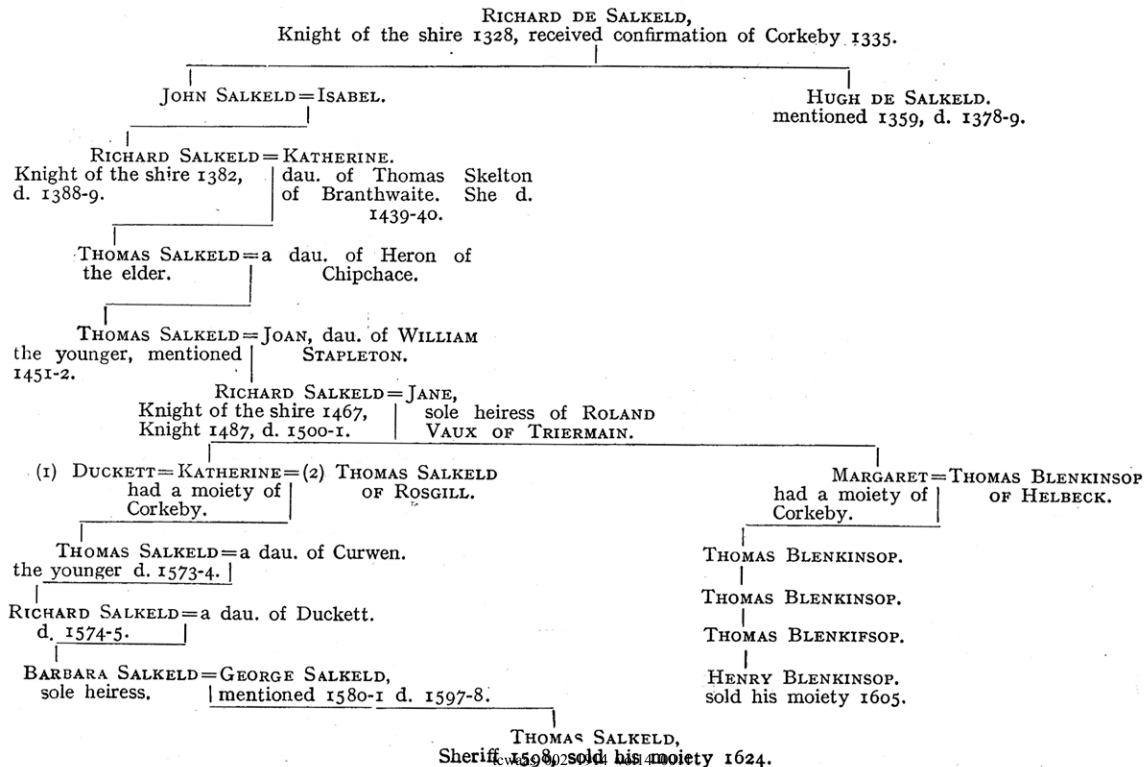 RICHARD DE SALKELD,
Knight of the shire 1328, received confirmation of Corkeby 1335.
JOHN SALKELD=ISABEL.
HUGH DE SALKELD.
mentioned 1359, d. 1378-9.
RICHARD SALKELD=KATHERINE.
Knight of the shire 1382,
d. 1388-9.
dau. of Thomas Skelton
of Branthwaite. She d.
1439-40.
THOMAS SALKELD=a dau. of Heron of
the elder. Chipchace.
THOMAS SALKELD=JOAN, dau. of WILLIAM
the younger, mentioned STAPLETON.
1451-2.
RICHARD SALKELD=JANE,
Knight of the shire 1467,
Knight 1487, d. 1500-1.
sole heiress of ROLAND
VAUX OF TRIERMAIN.
(1) DUCKETT=KATHERINE=(2) THOMAS SALKELD
had a moiety of OF ROSGILL.
Corkeby.
MARGARET=THOMAS BLENKINSOP
had a moiety of OF HELBECK.
Corkeby.
THOMAS SALKELD=a dau. of Curwen.
the younger d. 1573-4.
THOMAS BLENKINSOP.
THOMAS BLENKINSOP.
RICHARD SALKELD=a dau. of Duckett.
d. 1574-5.
THOMAS BLENKIFSOP.
BARBARA SALKELD=GEORGE SALKELD,
sole heiress. mentioned 1580-1 d. 1597-8.
HENRY BLENKINSOP.
sold his moiety 1605.
THOMAS SALKELD,
Sheriff 1598, sold his moiety 1624.